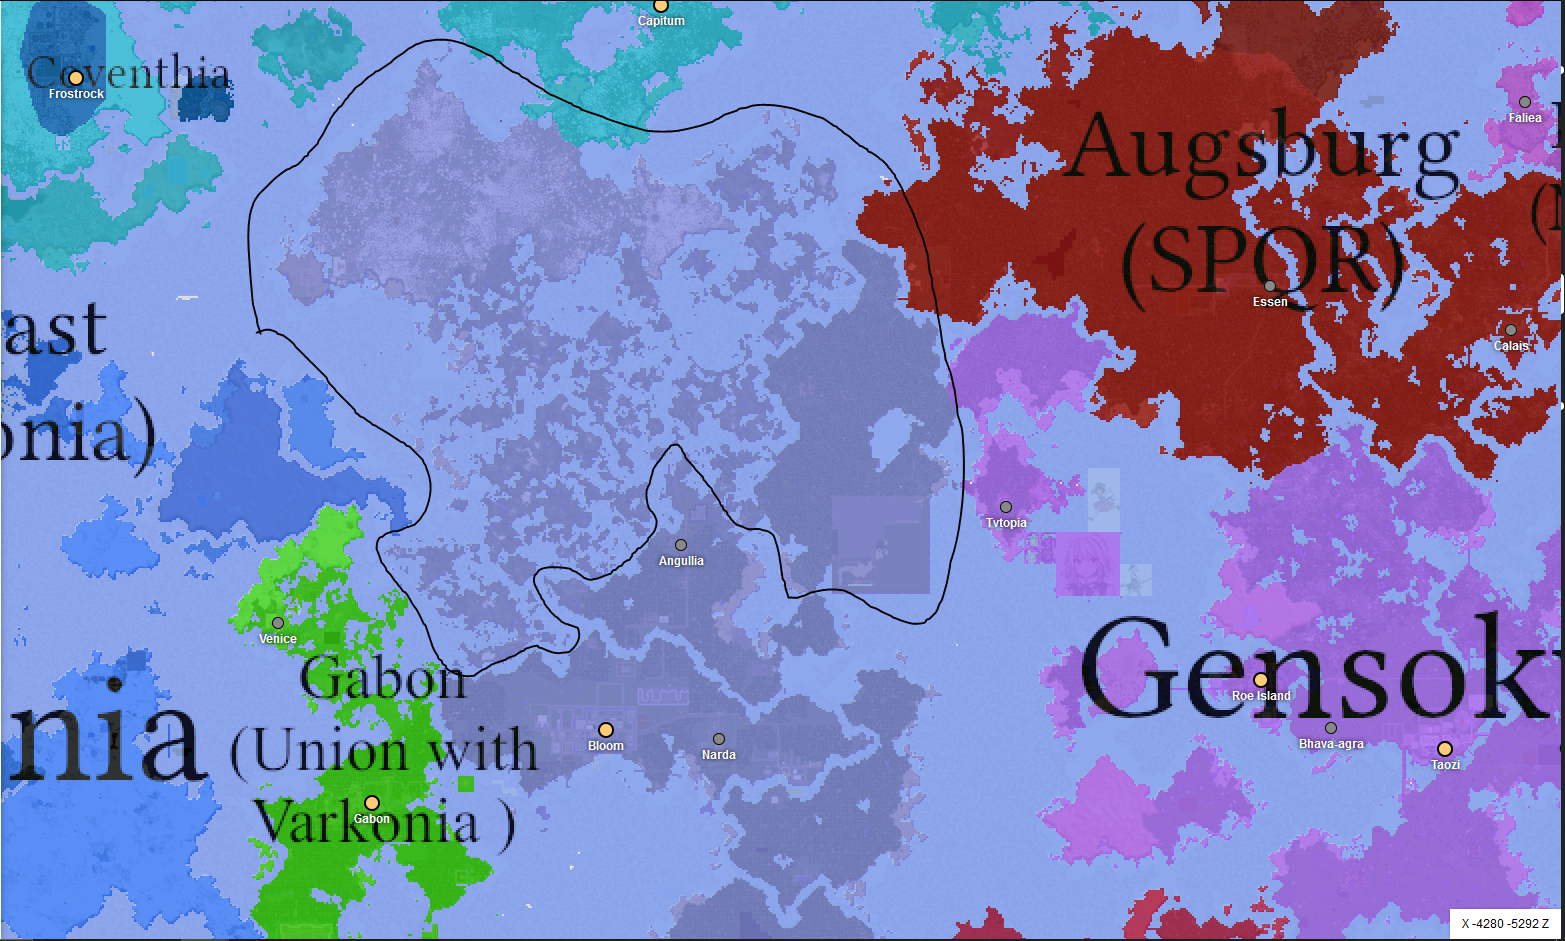 Capitum
Coventhia
Frostrock
Faliea
Augsburg
(SPQR)
Essen
Calais
ast
onia)
Tvtopia
Angullia
Venice
Gabon
(Union with
Varkonia )
Gabon
nia
Bloom
Narda
Gensok
Roe Island
Bhava-agra
Taozi
X -4280 -5292 Z